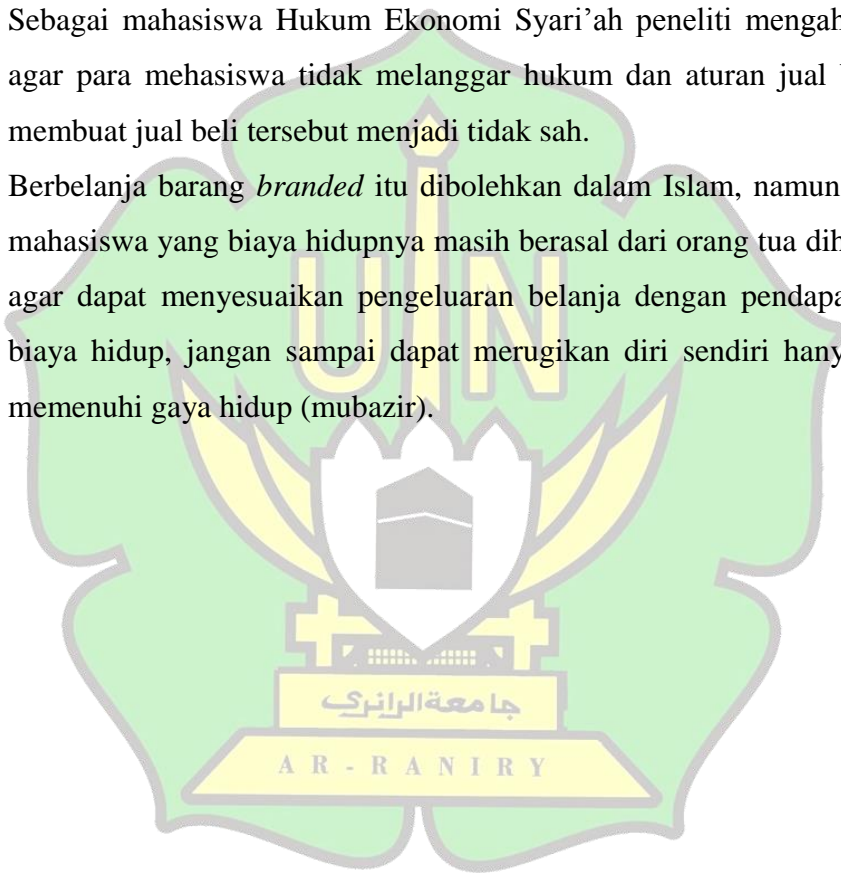 Sebagai mahasiswa Hukum Ekonomi Syari’ah peneliti mengah
agar para mehasiswa tidak melanggar hukum dan aturan jual
membuat jual beli tersebut menjadi tidak sah.
Berbelanja barang branded itu dibolehkan dalam Islam, namun
mahasiswa yang biaya hidupnya masih berasal dari orang tua dih
agar dapat menyesuaikan pengeluaran belanja dengan pendapa
biaya hidup, jangan sampai dapat merugikan diri sendiri hany
memenuhi gaya hidup (mubazir).
UIN
جامعة الرانري
AR-RANIRY